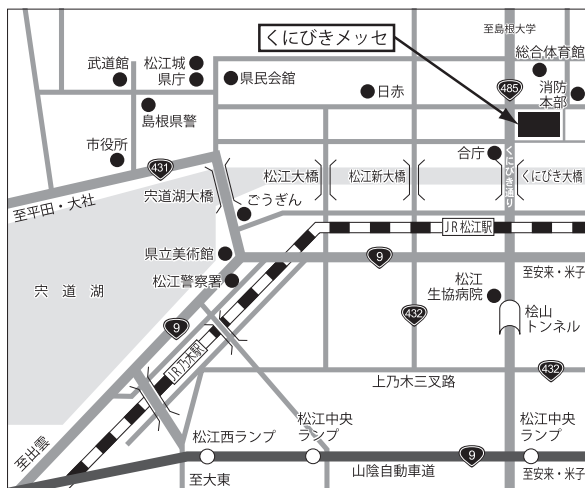 至島根大学
くにびきメッセ
総合体育館
武道館
松江城
県庁
県民会館
日赤
485
消防
本部
島根県警
市役所
431
合庁
くにびき通り
松江大橋
松江新大橋
くにびき大橋
宍道湖大橋
ごうぎん
至平田・大社
JR松江駅
県立美術館
9
至安来・米子
松江警察署
宍道湖
松江
生協病院
432
桧山
トンネル
9
JR乃木駅
432
上乃木三叉路
至出雲
松江西ランプ
松江中央
ランプ
松江中央
ランプ
9
山陰自動車道
至大東
至安来・米子